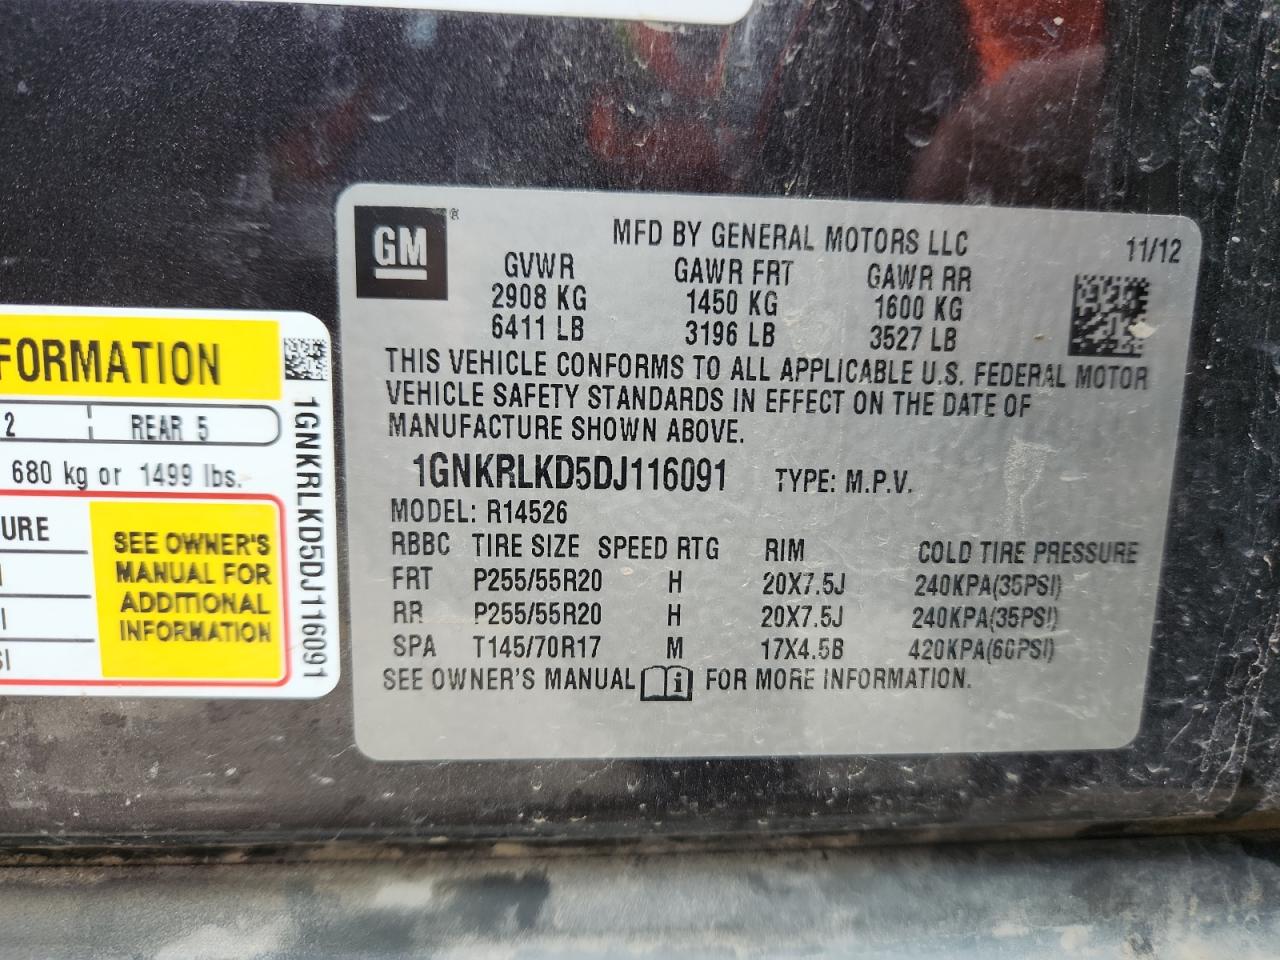 GM
®
MFD BY GENERAL MOTORS LLC
11/12
GVWR GAWR FRT GAWR RR
2908 KG 1450 KG 1600 KG
6411 LB 3196 LB 3527 LB
THIS VEHICLE CONFORMS TO ALL APPLICABLE U.S. FEDERAL MOTOR
VEHICLE SAFETY STANDARDS IN EFFECT ON THE DATE OF
MANUFACTURE SHOWN ABOVE.
1GNKRLKD5DJ116091 TYPE: M.P.V.
MODEL: R14526
RBBC TIRE SIZE SPEED RTG RIM COLD TIRE PRESSURE
FRT P255/55R20 H 20X7.5J 240KPA(35PSI)
RR P255/55R20 H 20X7.5J 240KPA(35PSI)
SPA T145/70R17 M 17X4.5B 420KPA(60PSI)
SEE OWNER'S MANUAL i FOR MORE INFORMATION.
FORMATION
2 REAR 5
680 kg or 1499 lbs.
URE
SEE OWNER'S
MANUAL FOR
ADDITIONAL
INFORMATION
SI
1GNKRLKD5DJ116091